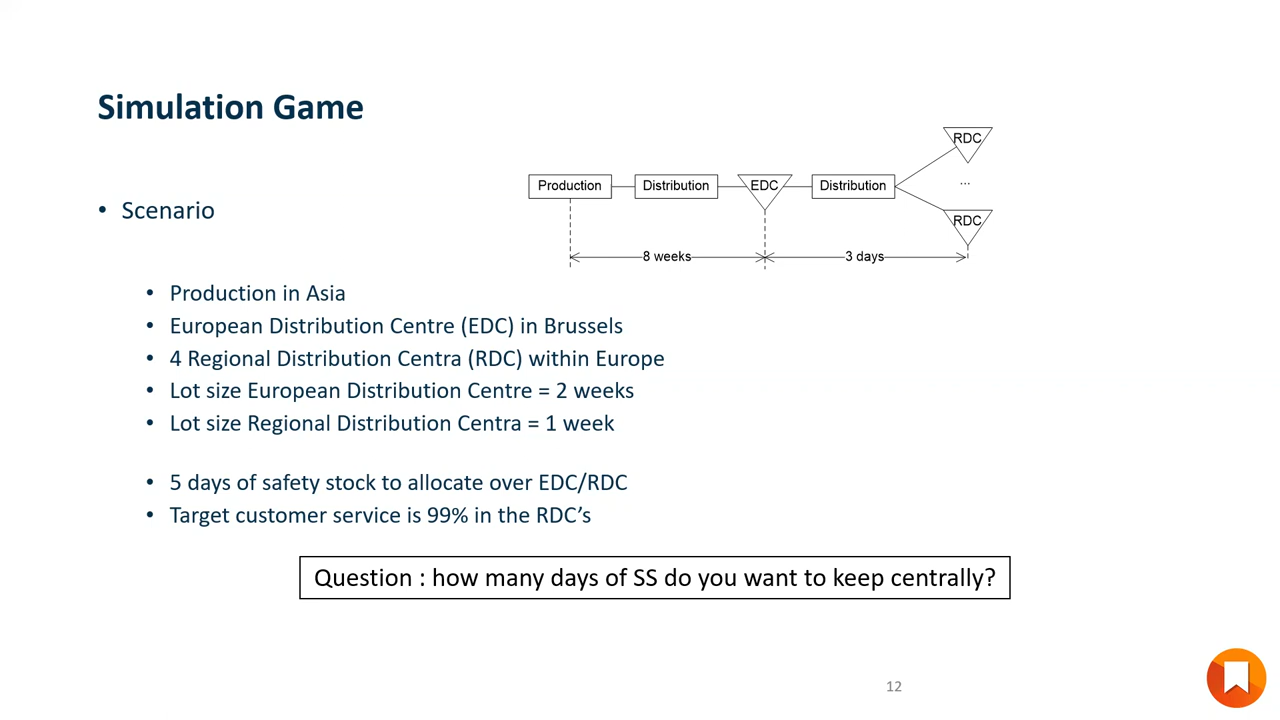 Simulation Game
• Scenario
Production
Distribution
EDC
Distribution
RDC
...
RDC
8 weeks
3 days
• Production in Asia
• European Distribution Centre (EDC) in Brussels
• 4 Regional Distribution Centra (RDC) within Europe
• Lot size European Distribution Centre = 2 weeks
• Lot size Regional Distribution Centra = 1 week
• 5 days of safety stock to allocate over EDC/RDC
• Target customer service is 99% in the RDC’s
Question : how many days of SS do you want to keep centrally?
12